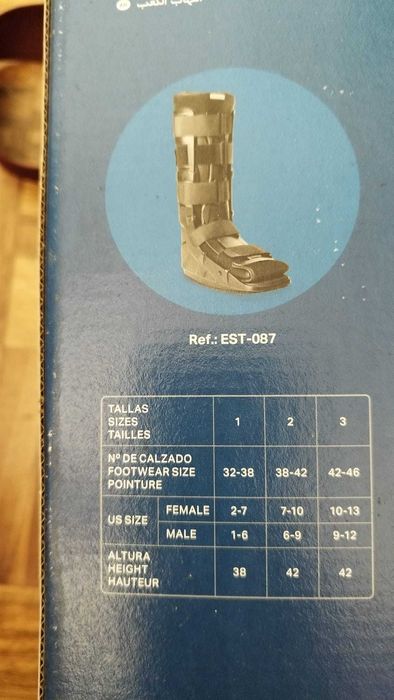 التهاب الكعب
Ref.: EST-087
TALLAS
SIZES
TAILLES
1 2 3
Nº DE CALZADO
FOOTWEAR SIZE
POINTURE
32-38 38-42 42-46
US SIZE
FEMALE 2-7 7-10 10-13
MALE 1-6 6-9 9-12
ALTURA
HEIGHT
HAUTEUR
38 42 42